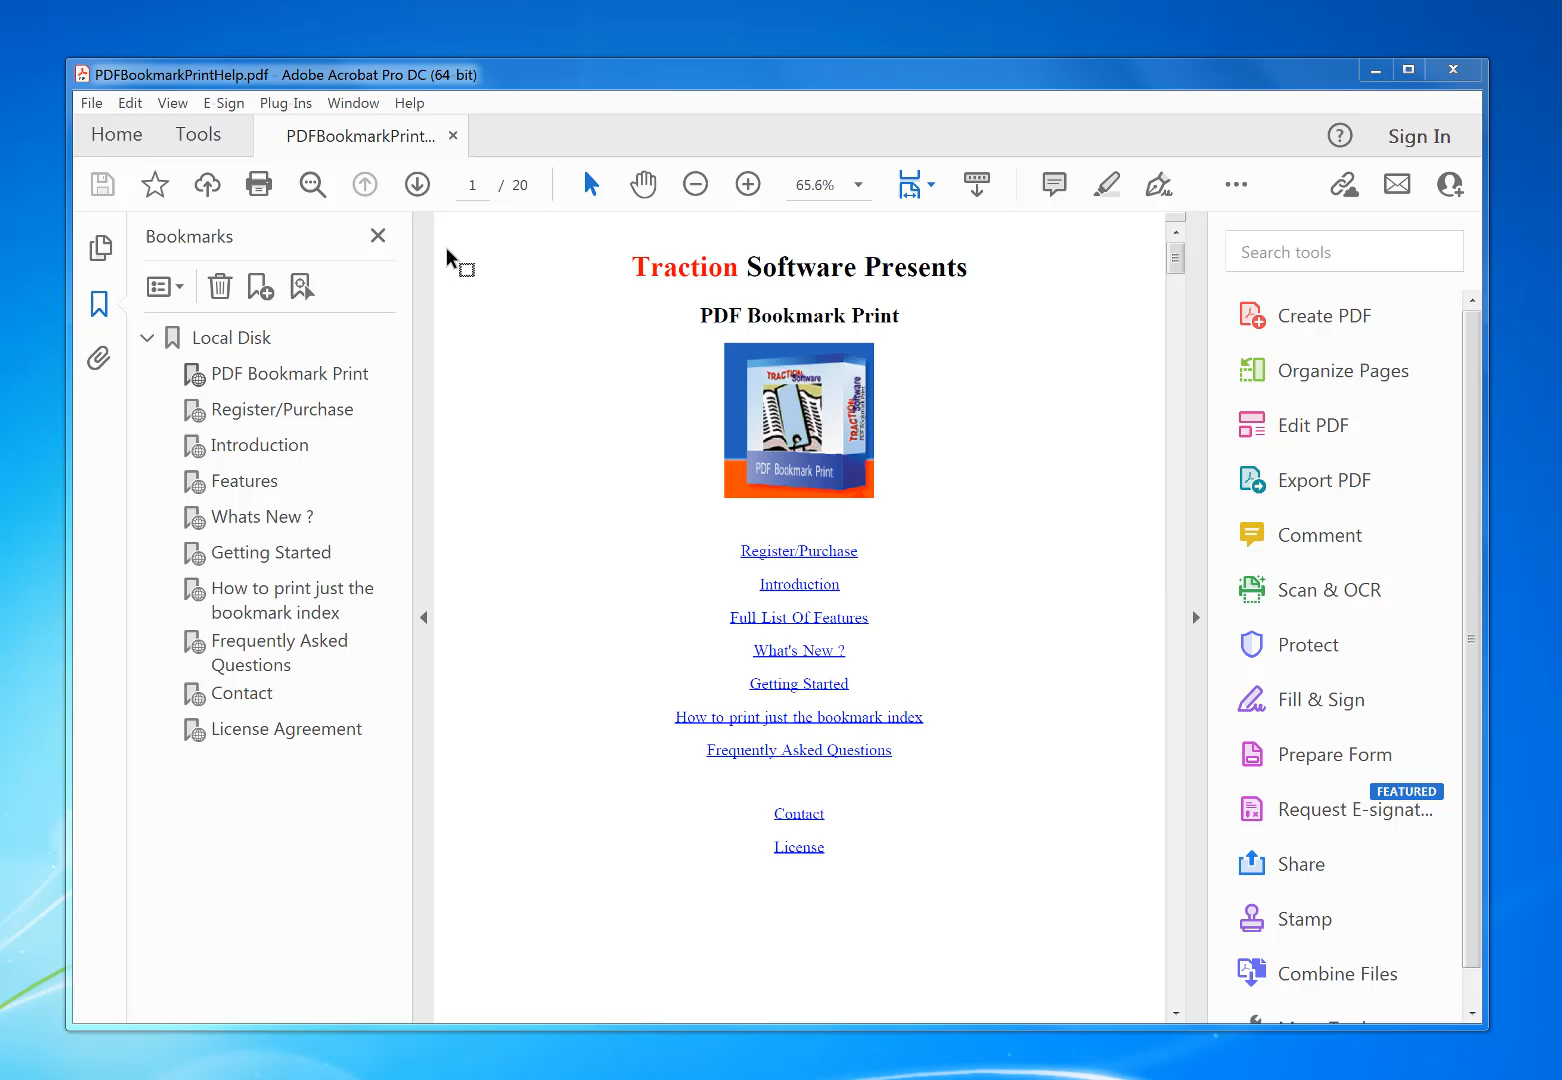 PDFBookmarkPrintHelp.pdf - Adobe Acrobat Pro DC (64-bit)
File Edit View E-Sign Plug-Ins Window Help
Home Tools PDFBookmarkPrint... Sign In
1 / 20 65.6%
Bookmarks
Local Disk
PDF Bookmark Print
Register/Purchase
Introduction
Features
Whats New ?
Getting Started
How to print just the
bookmark index
Frequently Asked
Questions
Contact
License Agreement
Traction Software Presents
PDF Bookmark Print
TRACTION
Software
TRACTION
Software
PDF Bookmark Print
PDF Bookmark Print
Register/Purchase
Introduction
Full List Of Features
What's New ?
Getting Started
How to print just the bookmark index
Frequently Asked Questions
Contact
License
Search tools
Create PDF
Organize Pages
Edit PDF
Export PDF
Comment
Scan & OCR
Protect
Fill & Sign
Prepare Form
FEATURED
Request E-signat...
Share
Stamp
Combine Files